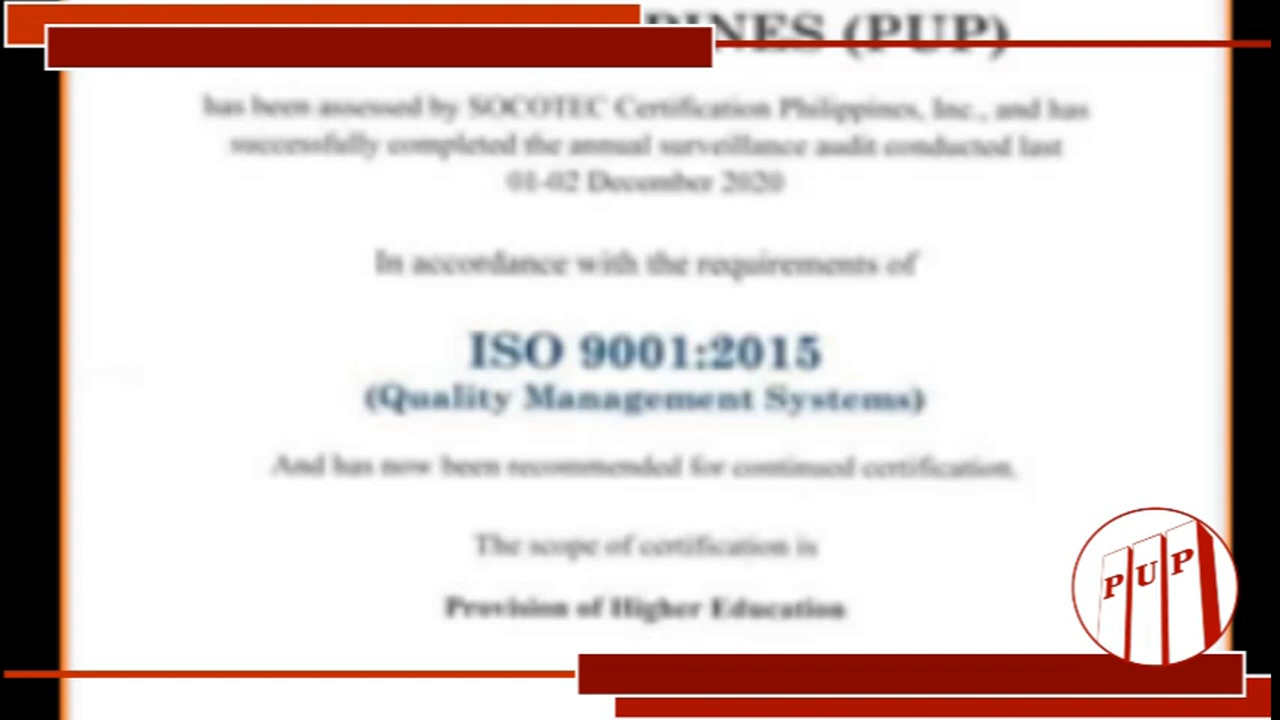 PINES (PUP)
has been assessed by SOCOTEC Certification Philippines, Inc., and has
successfully completed the annual surveillance audit conducted last
01-02 December 2020
In accordance with the requirements of
ISO 9001:2015
(Quality Management Systems)
And has now been recommended for continued certification.
The scope of certification is
Provision of Higher Education
PUP